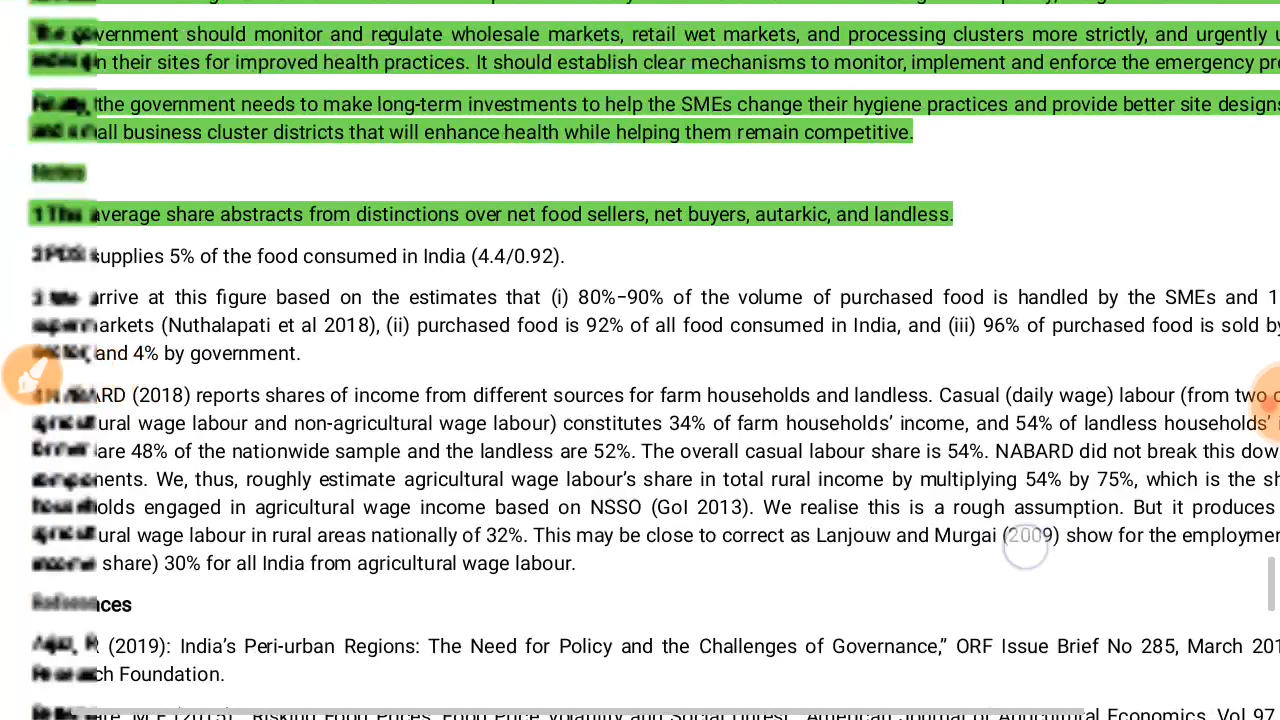 vernment should monitor and regulate wholesale markets, retail wet markets, and processing clusters more strictly, and urgently
n their sites for improved health practices. It should establish clear mechanisms to monitor, implement and enforce the emergency
the government needs to make long-term investments to help the SMEs change their hygiene practices and provide better site designs
all business cluster districts that will enhance health while helping them remain competitive.
Notes
1 This average share abstracts from distinctions over net food sellers, net buyers, autarkic, and landless.
supplies 5% of the food consumed in India (4.4/0.92).
arrive at this figure based on the estimates that (i) 80%–90% of the volume of purchased food is handled by the SMEs and 1
arkets (Nuthalapati et al 2018), (ii) purchased food is 92% of all food consumed in India, and (iii) 96% of purchased food is sold by
and 4% by government.
ARD (2018) reports shares of income from different sources for farm households and landless. Casual (daily wage) labour (from two
ural wage labour and non-agricultural wage labour) constitutes 34% of farm households’ income, and 54% of landless households’
are 48% of the nationwide sample and the landless are 52%. The overall casual labour share is 54%. NABARD did not break this dow
nents. We, thus, roughly estimate agricultural wage labour’s share in total rural income by multiplying 54% by 75%, which is the sh
olds engaged in agricultural wage income based on NSSO (GoI 2013). We realise this is a rough assumption. But it produces
ural wage labour in rural areas nationally of 32%. This may be close to correct as Lanjouw and Murgai (2009) show for the employmen
share) 30% for all India from agricultural wage labour.
References
(2019): India’s Peri-urban Regions: The Need for Policy and the Challenges of Governance,” ORF Issue Brief No 285, March 201
ch Foundation.